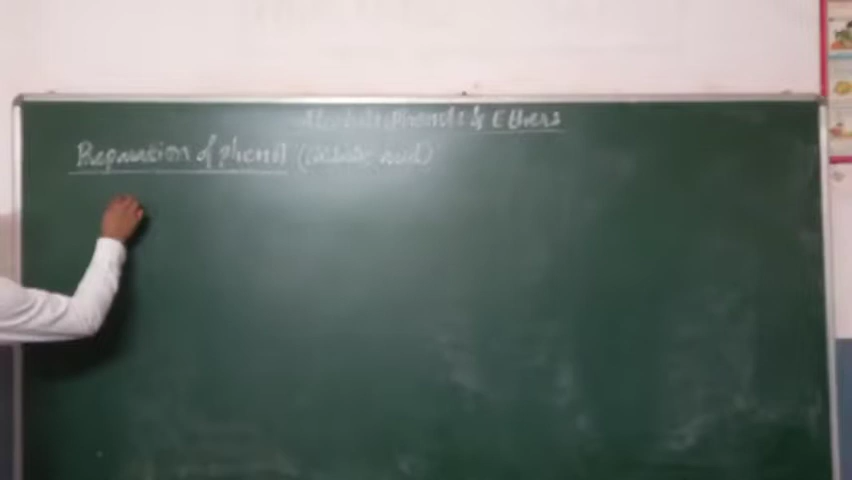 Alcohols Phenols & Ethers
Preparation of phenol (Carbolic acid)